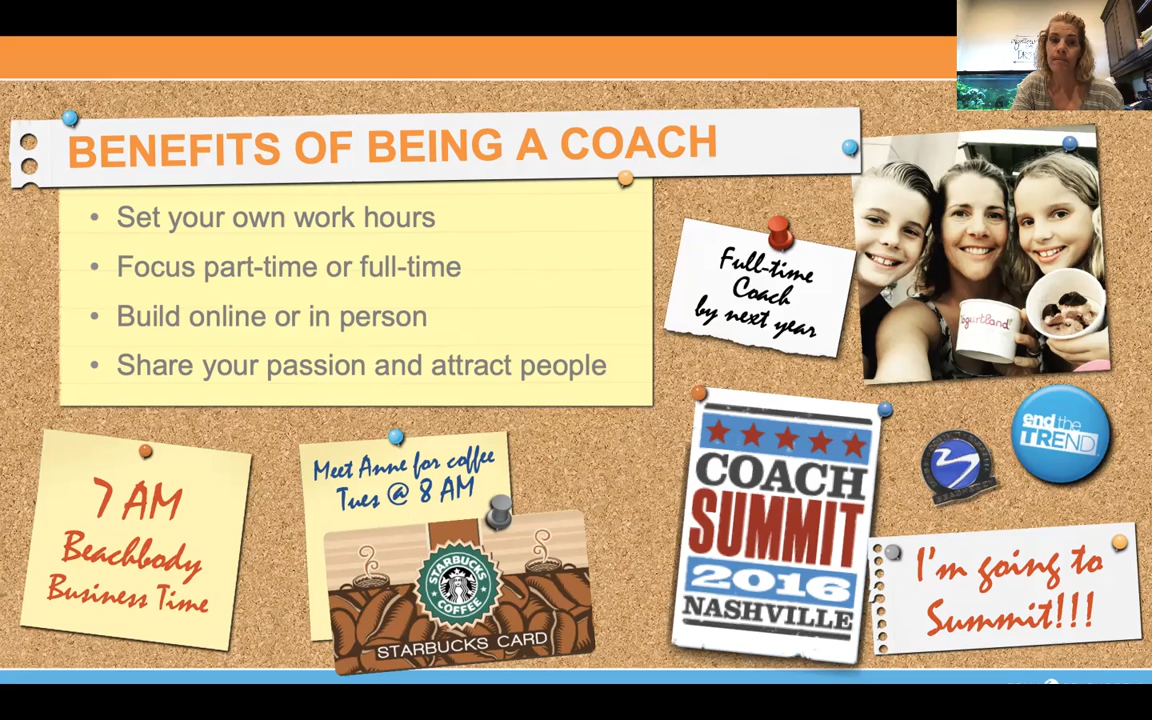 BENEFITS OF BEING A COACH
• Set your own work hours
• Focus part-time or full-time
• Build online or in person
• Share your passion and attract people
Full-time
Coach
by next year
Yogurtland
7 AM
Beachbody
Business Time
Meet Anne for coffee
Tues @ 8 AM
STARBUCKS
COFFEE
STARBUCKS CARD
COACH
SUMMIT
2016
NASHVILLE
end the
TREND
I'm going to
Summit!!!